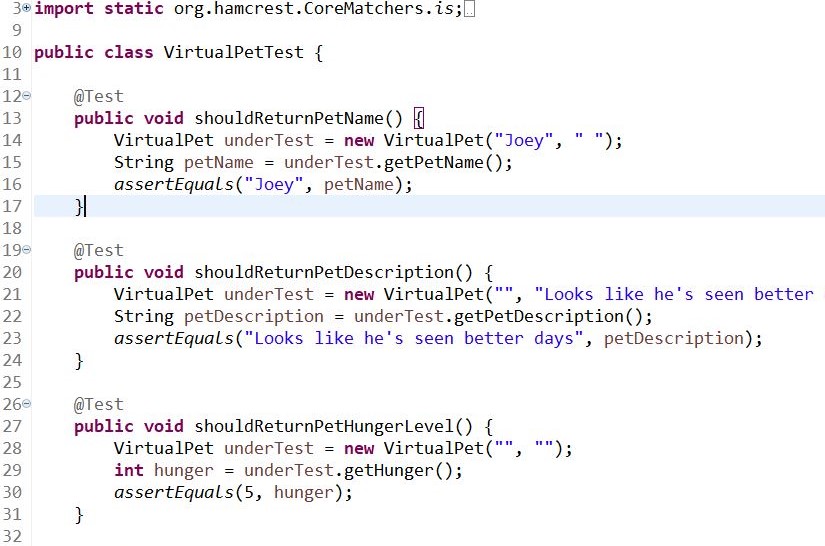 3 import static org.hamcrest.CoreMatchers.is;
9
10 public class VirtualPetTest {
11
12 @Test
13 public void shouldReturnPetName() {
14 VirtualPet underTest = new VirtualPet("Joey", " ");
15 String petName = underTest.getPetName();
16 assertEquals("Joey", petName);
17 }
18
19 @Test
20 public void shouldReturnPetDescription() {
21 VirtualPet underTest = new VirtualPet("", "Looks like he's seen better
22 String petDescription = underTest.getPetDescription();
23 assertEquals("Looks like he's seen better days", petDescription);
24 }
25
26 @Test
27 public void shouldReturnPetHungerLevel() {
28 VirtualPet underTest = new VirtualPet("", "");
29 int hunger = underTest.getHunger();
30 assertEquals(5, hunger);
31 }
32